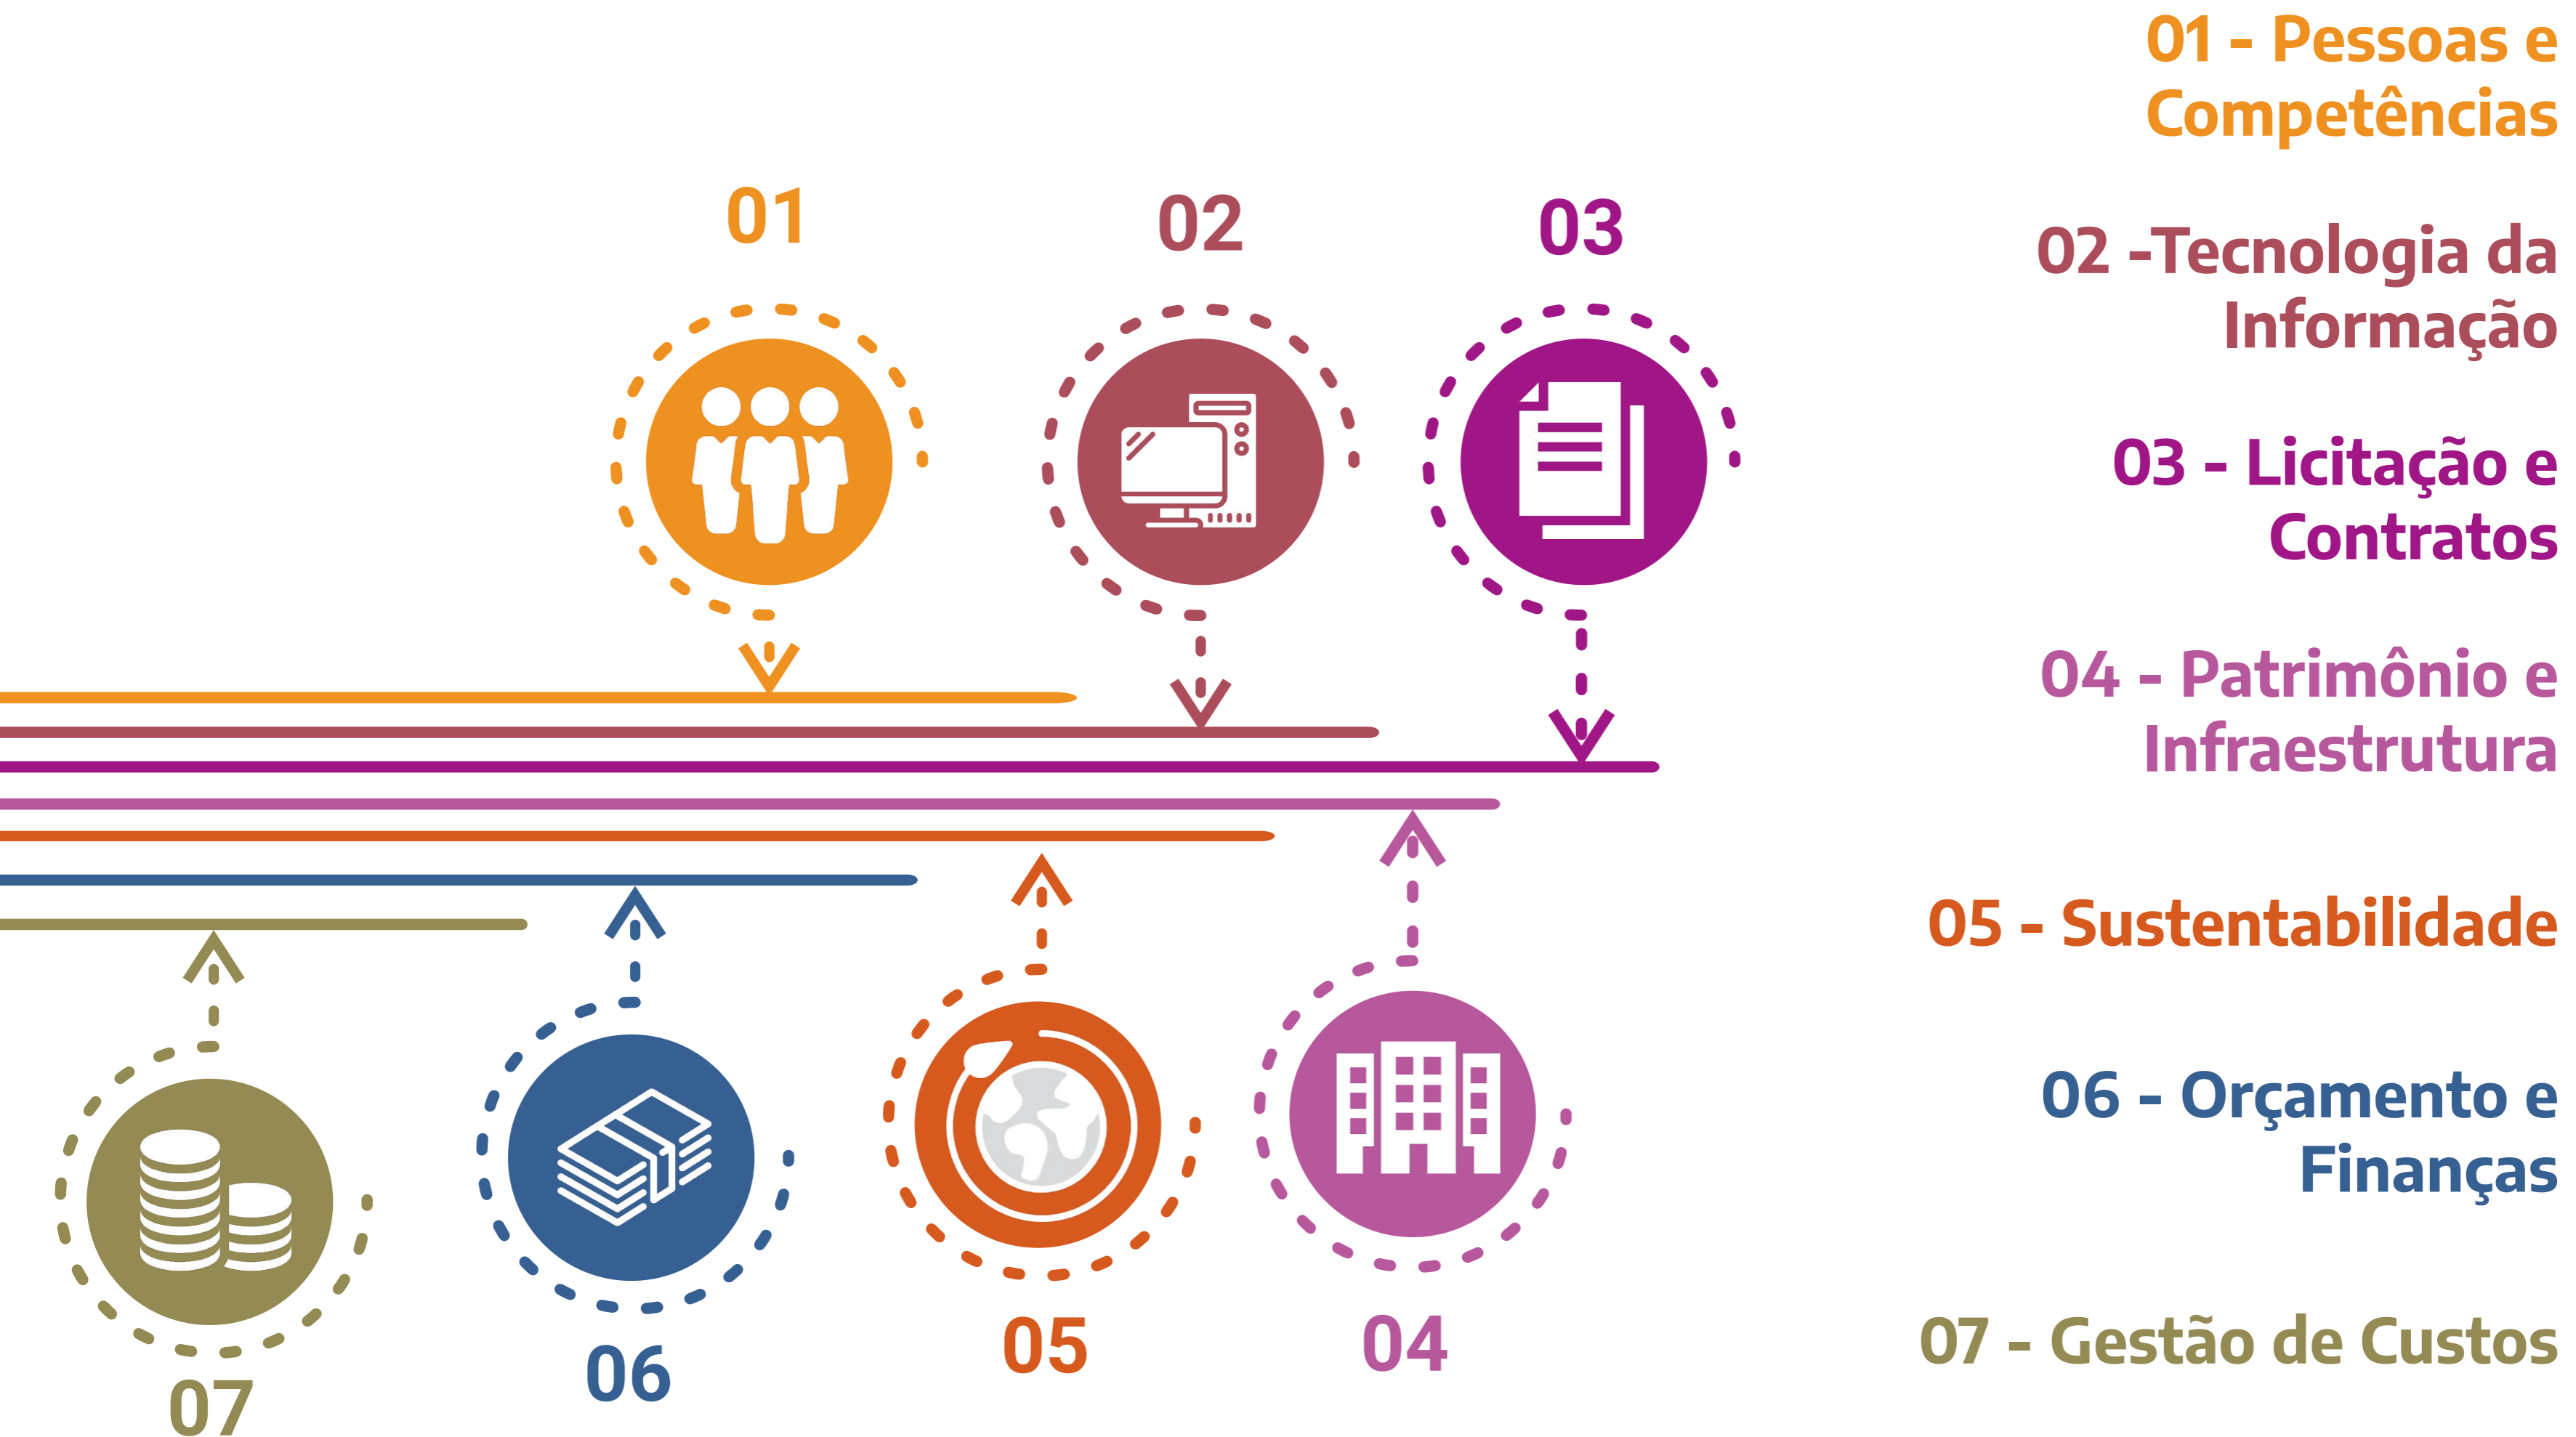 01
02
03
07
06
05
04
01 - Pessoas e
Competências
02 -Tecnologia da
Informação
03 - Licitação e
Contratos
04 - Patrimônio e
Infraestrutura
05 - Sustentabilidade
06 - Orçamento e
Finanças
07 - Gestão de Custos